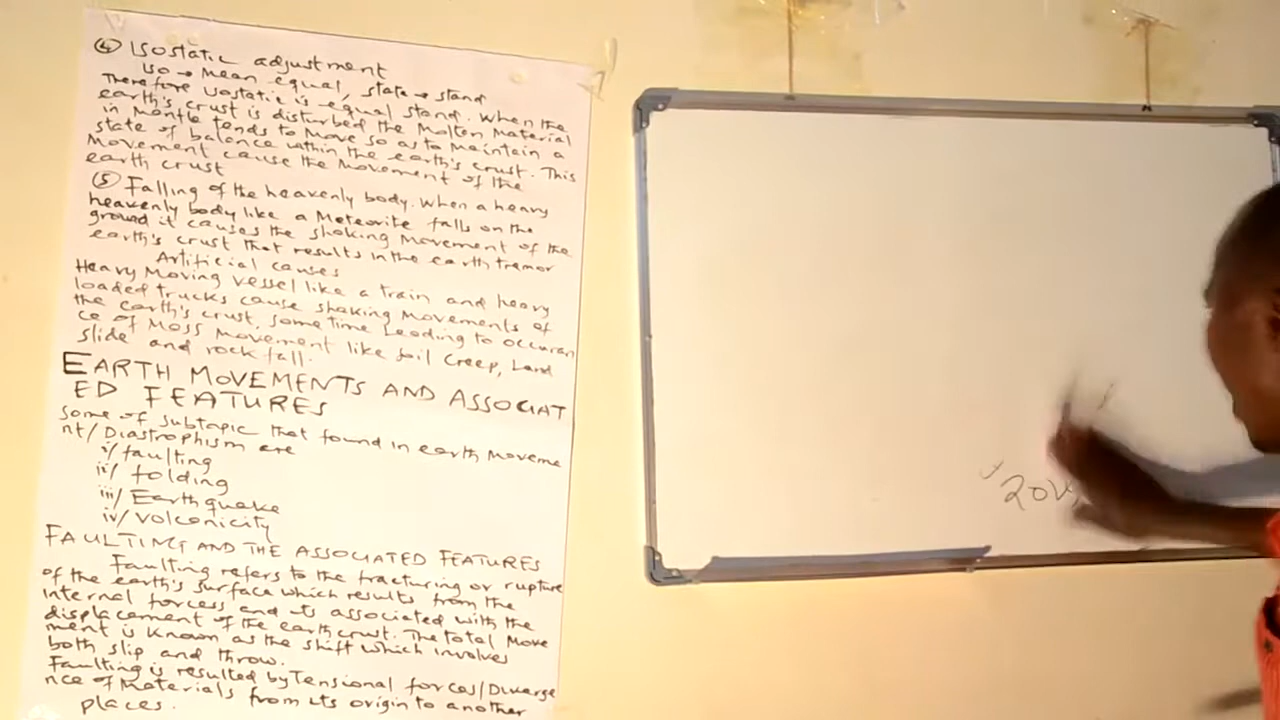 ④ Isostatic adjustment
Iso → Mean equal, state → stand
Therefore isostatic is equal stand. When the
earth's crust is disturbed the Molten Material
in mantle tends to Move so as to Maintain a
state of balance within the earth's crust. This
Movement cause the Movement of the
earth crust
⑤ Falling of the heavenly body. When a heavy
heavenly body like a Meteorite falls on the
ground it causes the shaking Movement of the
earth's crust that results in the earth tremor
Artificial causes
Heavy Moving vessel like a train and heavy
loaded trucks cause shaking Movements of
the earth's crust, sometime Leading to occuran
ce of Mass Movement like soil creep, Land
slide and rock fall.
EARTH MOVEMENTS AND ASSOCIAT
ED FEATURES
some of subtopic that found in earth Moveme
nt/Diastrophism are
i/ faulting
ii/ folding
iii/ Earthquake
iv/ volcanicity
FAULTING AND THE ASSOCIATED FEATURES
Faulting refers to the fracturing or rupture
of the earth's surface which results from the
internal forcess and its associated with the
displacement of the earth crust. The total Move
ment is known as the shift which involves
both slip and throw.
Faulting is resulted by Tensional forces/Diverge
nce of Materials from its origin to another
places.